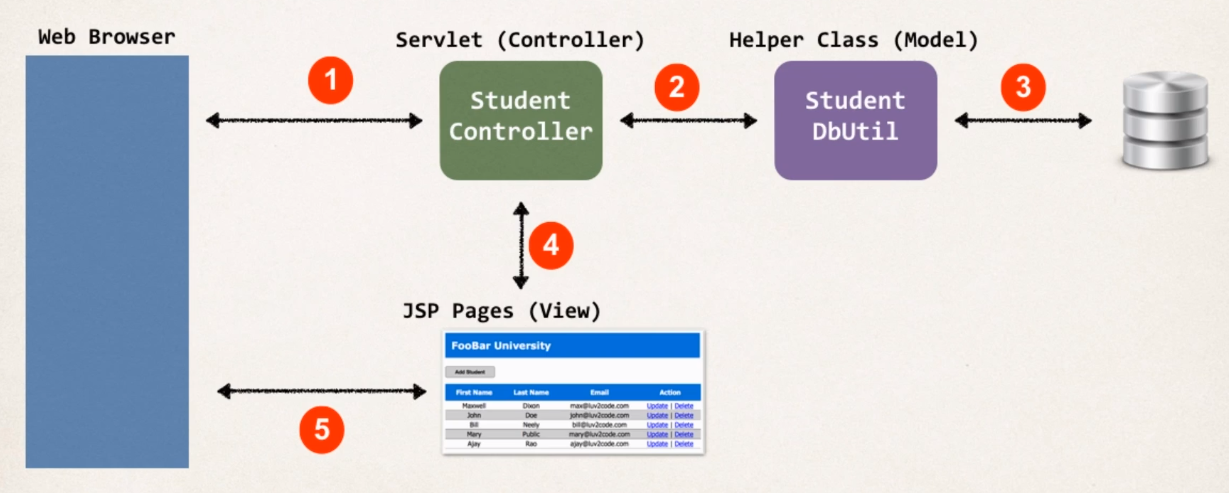 Web Browser
Servlet (Controller)
Helper Class (Model)
1
2
3
Student
Controller
Student
DbUtil
4
JSP Pages (View)
FooBar University
Add Student
First Name Last Name Email Action
Maxwell Dixon max@luv2code.com Update | Delete
John Doe john@luv2code.com Update | Delete
Bill Neely bill@luv2code.com Update | Delete
Mary Public mary@luv2code.com Update | Delete
Ajay Rao ajay@luv2code.com Update | Delete
5